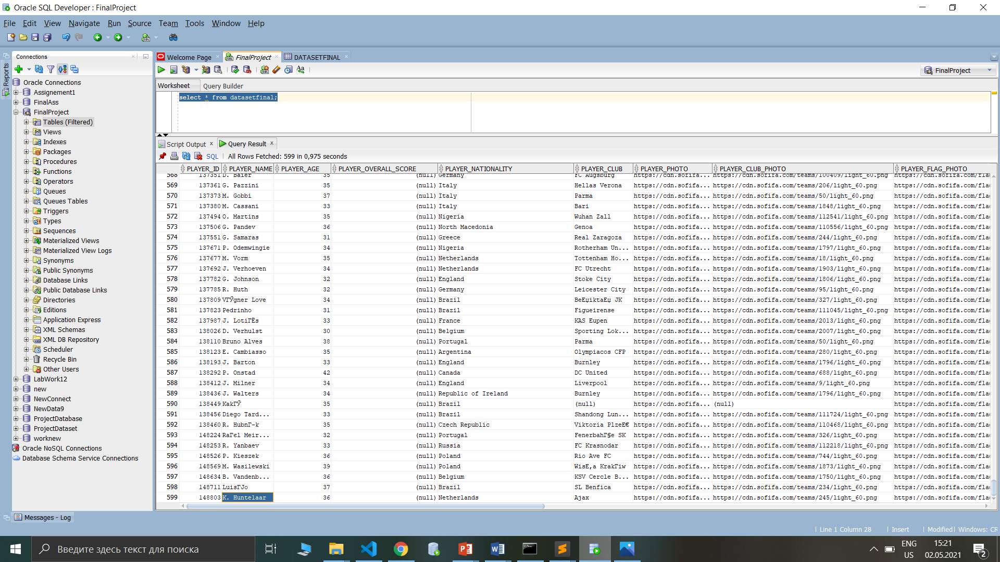 Oracle SQL Developer : FinalProject
File Edit View Navigate Run Source Team Tools Window Help
Reports
Connections
Oracle Connections
Assignement1
FinalAss
FinalProject
Tables (Filtered)
Views
Indexes
Packages
Procedures
Functions
Operators
Queues
Queues Tables
Triggers
Types
Sequences
Materialized Views
Materialized View Logs
Synonyms
Public Synonyms
Database Links
Public Database Links
Directories
Editions
Application Express
XML Schemas
XML DB Repository
Scheduler
Recycle Bin
Other Users
LabWork12
new
NewConnect
NewData9
ProjectDatabase
ProjectDataset
worknew
Oracle NoSQL Connections
Database Schema Service Connections
Welcome Page FinalProject DATASETFINAL
FinalProject
Worksheet Query Builder
select * from datasetfinal;
Script Output Query Result
SQL All Rows Fetched: 599 in 0,975 seconds
PLAYER_ID PLAYER_NAME PLAYER_AGE PLAYER_OVERALL_SCORE PLAYER_NATIONALITY PLAYER_CLUB PLAYER_PHOTO PLAYER_CLUB_PHOTO PLAYER_FLAG_PHOTO
568 137351 D. Baier 35 (null) Germany FC Augsburg https://cdn.sofifa... https://cdn.sofifa.com/teams/100409/light_60.png https://cdn.sofifa.com/fla
569 137361 G. Pazzini 35 (null) Italy Hellas Verona https://cdn.sofifa... https://cdn.sofifa.com/teams/206/light_60.png https://cdn.sofifa.com/fla
570 137373 M. Gobbi 37 (null) Italy Parma https://cdn.sofifa... https://cdn.sofifa.com/teams/50/light_60.png https://cdn.sofifa.com/fla
571 137380 M. Cassani 33 (null) Italy Bari https://cdn.sofifa... https://cdn.sofifa.com/teams/1848/light_60.png https://cdn.sofifa.com/fla
572 137494 O. Martins 35 (null) Nigeria Wuhan Zall https://cdn.sofifa... https://cdn.sofifa.com/teams/112541/light_60.png https://cdn.sofifa.com/fla
573 137506 G. Pandev 36 (null) North Macedonia Genoa https://cdn.sofifa... https://cdn.sofifa.com/teams/110556/light_60.png https://cdn.sofifa.com/fla
574 137551 G. Samaras 31 (null) Greece Real Zaragoza https://cdn.sofifa... https://cdn.sofifa.com/teams/244/light_60.png https://cdn.sofifa.com/fla
575 137671 P. Odemwingie 34 (null) Nigeria Rotherham Un... https://cdn.sofifa... https://cdn.sofifa.com/teams/1797/light_60.png https://cdn.sofifa.com/fla
576 137677 M. Vorm 35 (null) Netherlands Tottenham Ho... https://cdn.sofifa... https://cdn.sofifa.com/teams/18/light_60.png https://cdn.sofifa.com/fla
577 137692 J. Verhoeven 34 (null) Netherlands FC Utrecht https://cdn.sofifa... https://cdn.sofifa.com/teams/1903/light_60.png https://cdn.sofifa.com/fla
578 137782 G. Johnson 32 (null) England Stoke City https://cdn.sofifa... https://cdn.sofifa.com/teams/1806/light_60.png https://cdn.sofifa.com/fla
579 137785 R. Huth 32 (null) Germany Leicester City https://cdn.sofifa... https://cdn.sofifa.com/teams/95/light_60.png https://cdn.sofifa.com/fla
580 137809 VГЎgner Love 34 (null) Brazil BeЕџiktaЕџ JK https://cdn.sofifa... https://cdn.sofifa.com/teams/327/light_60.png https://cdn.sofifa.com/fla
581 137823 Pedrinho 31 (null) Brazil Figueirense https://cdn.sofifa... https://cdn.sofifa.com/teams/111045/light_60.png https://cdn.sofifa.com/fla
582 137987 J. LotiГЁs 33 (null) France KAS Eupen https://cdn.sofifa... https://cdn.sofifa.com/teams/2013/light_60.png https://cdn.sofifa.com/fla
583 138026 D. Verhulst 30 (null) Belgium Sporting Lok... https://cdn.sofifa... https://cdn.sofifa.com/teams/2007/light_60.png https://cdn.sofifa.com/fla
584 138110 Bruno Alves 38 (null) Portugal Parma https://cdn.sofifa... https://cdn.sofifa.com/teams/50/light_60.png https://cdn.sofifa.com/fla
585 138123 E. Cambiasso 35 (null) Argentina Olympiacos CFP https://cdn.sofifa... https://cdn.sofifa.com/teams/280/light_60.png https://cdn.sofifa.com/fla
586 138193 J. Barton 33 (null) England Burnley https://cdn.sofifa... https://cdn.sofifa.com/teams/1796/light_60.png https://cdn.sofifa.com/fla
587 138292 P. Onstad 42 (null) Canada DC United https://cdn.sofifa... https://cdn.sofifa.com/teams/688/light_60.png https://cdn.sofifa.com/fla
588 138412 J. Milner 34 (null) England Liverpool https://cdn.sofifa... https://cdn.sofifa.com/teams/9/light_60.png https://cdn.sofifa.com/fla
589 138436 J. Walters 34 (null) Republic of Ireland Burnley https://cdn.sofifa... https://cdn.sofifa.com/teams/1796/light_60.png https://cdn.sofifa.com/fla
590 138449 KakГЎ 35 (null) Brazil (null) https://cdn.sofifa... (null) https://cdn.sofifa.com/fla
591 138456 Diego Tard... 33 (null) Brazil Shandong Lun... https://cdn.sofifa... https://cdn.sofifa.com/teams/111724/light_60.png https://cdn.sofifa.com/fla
592 138460 R. HubnГ-k 35 (null) Czech Republic Viktoria PlzeЕ€ https://cdn.sofifa... https://cdn.sofifa.com/teams/110468/light_60.png https://cdn.sofifa.com/fla
593 148224 RaГєl Meir... 32 (null) Portugal FenerbahГ§e SK https://cdn.sofifa... https://cdn.sofifa.com/teams/326/light_60.png https://cdn.sofifa.com/fla
594 148253 R. Yanbaev 33 (null) Russia FC Krasnodar https://cdn.sofifa... https://cdn.sofifa.com/teams/112218/light_60.png https://cdn.sofifa.com/fla
595 148526 P. Kieszek 36 (null) Poland Rio Ave FC https://cdn.sofifa... https://cdn.sofifa.com/teams/744/light_60.png https://cdn.sofifa.com/fla
596 148569 M. Wasilewski 39 (null) Poland WisЕ‚a KrakГіw https://cdn.sofifa... https://cdn.sofifa.com/teams/1873/light_60.png https://cdn.sofifa.com/fla
597 148634 B. Vandenb... 36 (null) Belgium KSV Cercle B... https://cdn.sofifa... https://cdn.sofifa.com/teams/1750/light_60.png https://cdn.sofifa.com/fla
598 148711 LuisГЈo 37 (null) Brazil SL Benfica https://cdn.sofifa... https://cdn.sofifa.com/teams/234/light_60.png https://cdn.sofifa.com/fla
599 148803 K. Huntelaar 36 (null) Netherlands Ajax https://cdn.sofifa... https://cdn.sofifa.com/teams/245/light_60.png https://cdn.sofifa.com/fla
Messages - Log
Line 1 Column 28 Insert Modified Windows: CR
Введите здесь текст для поиска
ENG 15:21
US 02.05.2021
2